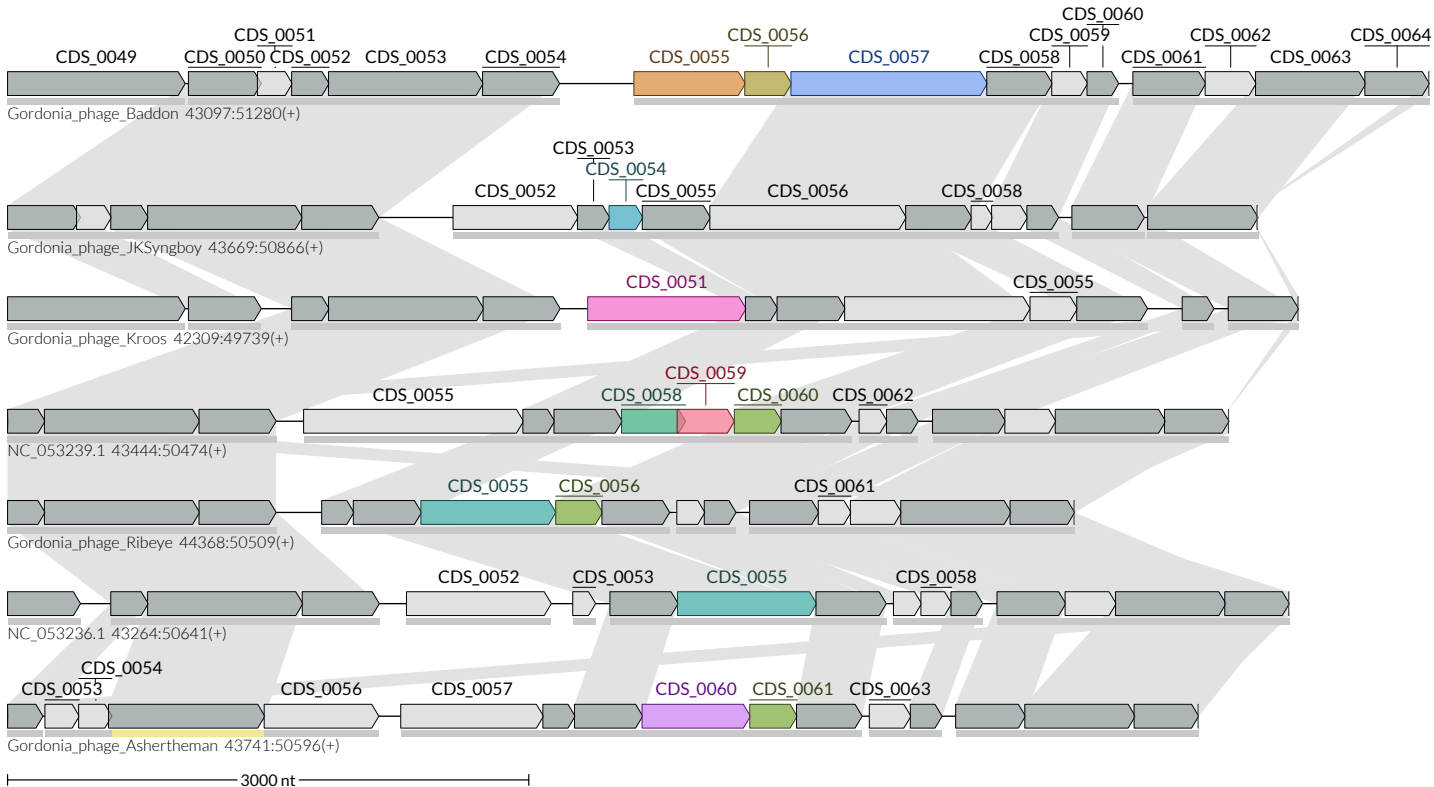 CDS_0060
CDS_0051 CDS_0056 CDS_0059 CDS_0062 CDS_0064
CDS_0049 CDS_0050 CDS_0052 CDS_0053 CDS_0054 CDS_0055 CDS_0057 CDS_0058 CDS_0061 CDS_0063
Gordonia_phage_Baddon 43097:51280(+)
CDS_0053
CDS_0054
CDS_0052 CDS_0055 CDS_0056 CDS_0058
Gordonia_phage_JKSyngboy 43669:50866(+)
CDS_0051 CDS_0055
Gordonia_phage_Kroos 42309:49739(+)
CDS_0059
CDS_0055 CDS_0058 CDS_0060 CDS_0062
NC_053239.1 43444:50474(+)
CDS_0055 CDS_0056 CDS_0061
Gordonia_phage_Ribeye 44368:50509(+)
CDS_0052 CDS_0053 CDS_0055 CDS_0058
NC_053236.1 43264:50641(+)
CDS_0054
CDS_0053 CDS_0056 CDS_0057 CDS_0060 CDS_0061 CDS_0063
Gordonia_phage_Ashertheman 43741:50596(+)
3000 nt